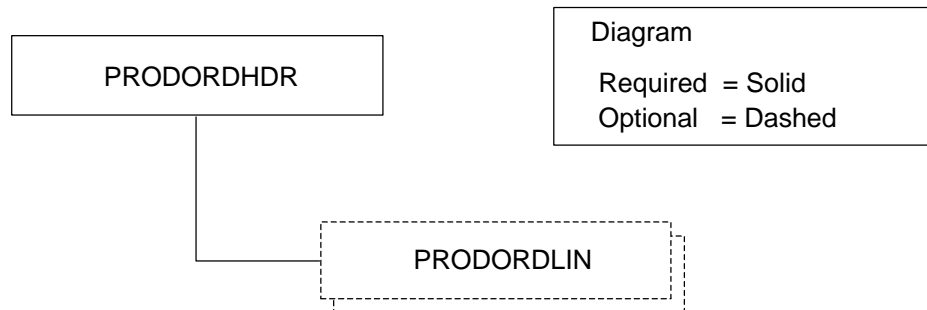 PRODORDHDR
Diagram
Required = Solid
Optional = Dashed
PRODORDLIN